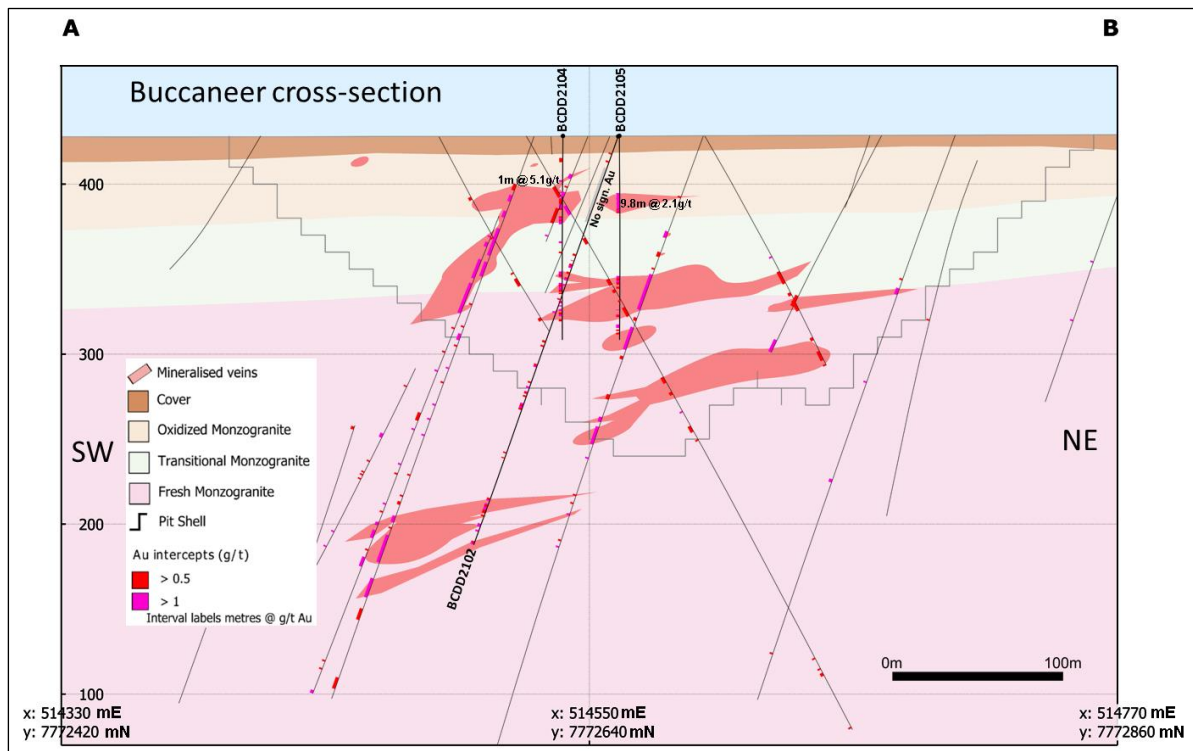 A
B
Buccaneer cross-section
BCDD2104
BCDD2105
400
1m @ 5.1g/t
No sign. Au
9.8m @ 2.1g/t
300
Mineralised veins
Cover
Oxidized Monzogranite
SW
NE
Transitional Monzogranite
Fresh Monzogranite
200
Pit Shell
Au intercepts (g/t)
> 0.5
> 1
Interval labels metres @ g/t Au
BCDD2102
0m
100m
100
x: 514330 mE
y: 7772420 mN
x: 514550 mE
y: 7772640 mN
x: 514770 mE
y: 7772860 mN